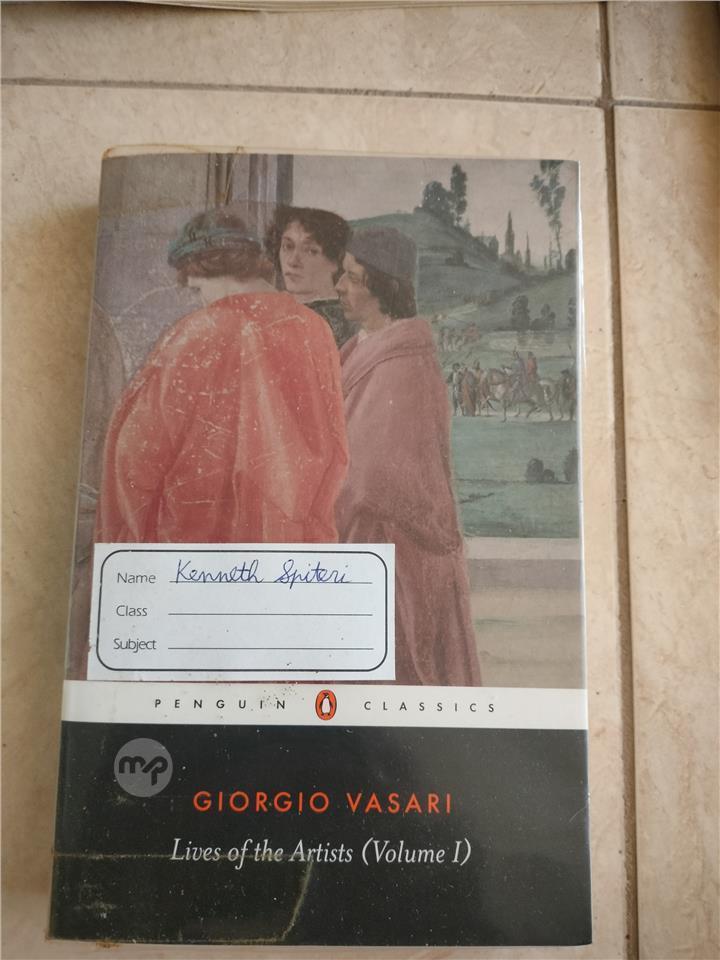 Name Kenneth Spiteri
Class
Subject
PENGUIN CLASSICS
mp
GIORGIO VASARI
Lives of the Artists (Volume I)